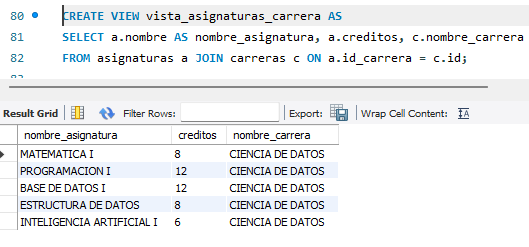 80 CREATE VIEW vista_asignaturas_carrera AS
81 SELECT a.nombre AS nombre_asignatura, a.creditos, c.nombre_carrera
82 FROM asignaturas a JOIN carreras c ON a.id_carrera = c.id;
Result Grid Filter Rows: Export: Wrap Cell Content:
nombre_asignatura creditos nombre_carrera
MATEMATICA I 8 CIENCIA DE DATOS
PROGRAMACION I 12 CIENCIA DE DATOS
BASE DE DATOS I 12 CIENCIA DE DATOS
ESTRUCTURA DE DATOS 8 CIENCIA DE DATOS
INTELIGENCIA ARTIFICIAL I 6 CIENCIA DE DATOS